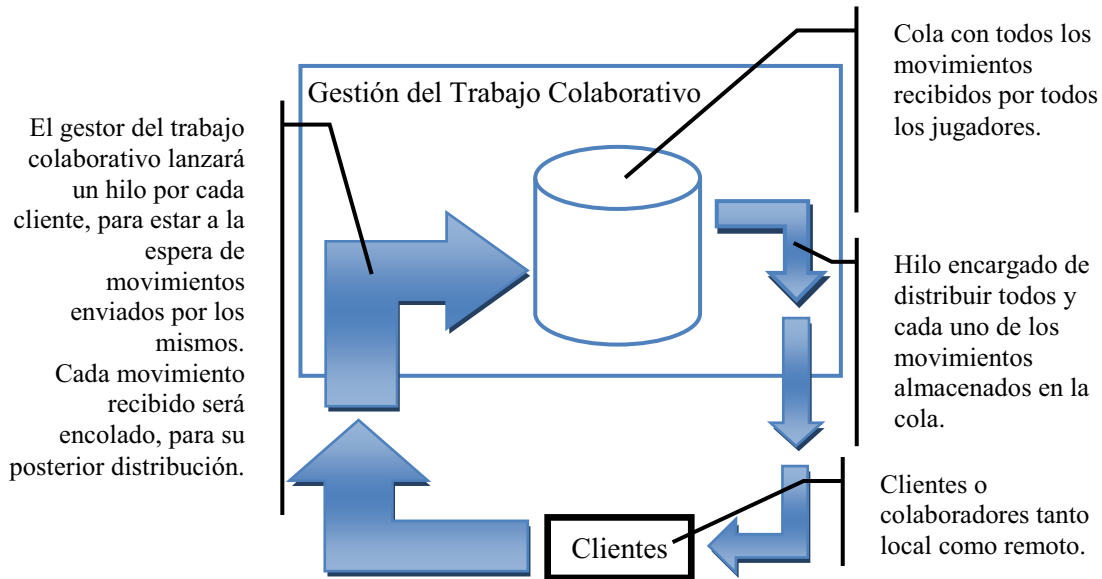 Gestión del Trabajo Colaborativo
El gestor del trabajo
colaborativo lanzará
un hilo por cada
cliente, para estar a la
espera de
movimientos
enviados por los
mismos.
Cada movimiento
recibido será
encolado, para su
posterior distribución.
Cola con todos los
movimientos
recibidos por todos
los jugadores.
Hilo encargado de
distribuir todos y
cada uno de los
movimientos
almacenados en la
cola.
Clientes o
colaboradores tanto
local como remoto.
Clientes